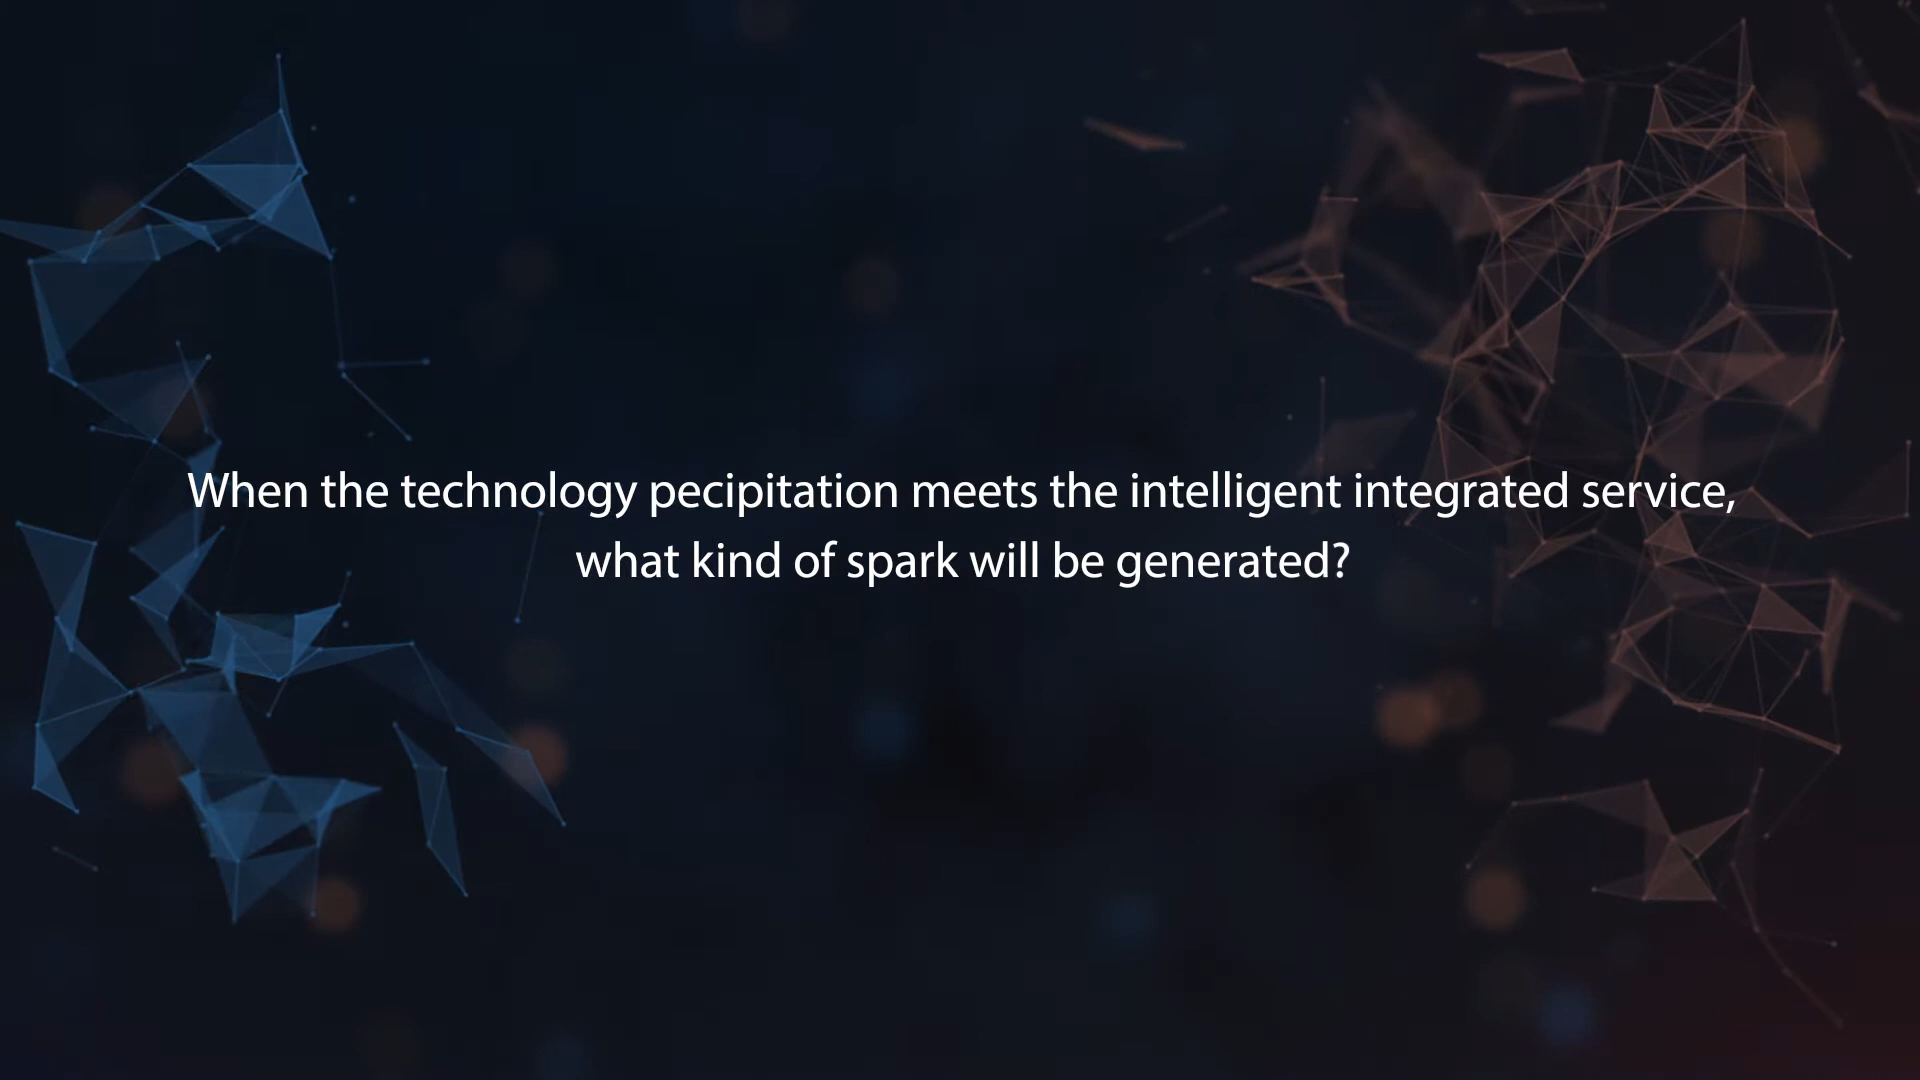 When the technology pecipitation meets the intelligent integrated service,
what kind of spark will be generated?